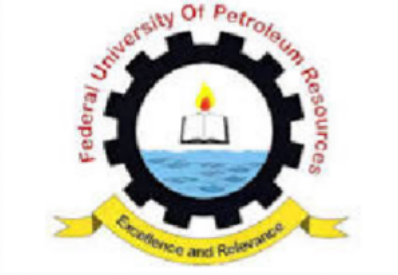 Federal University Of Petroleum Resources
Excellence and Relevance